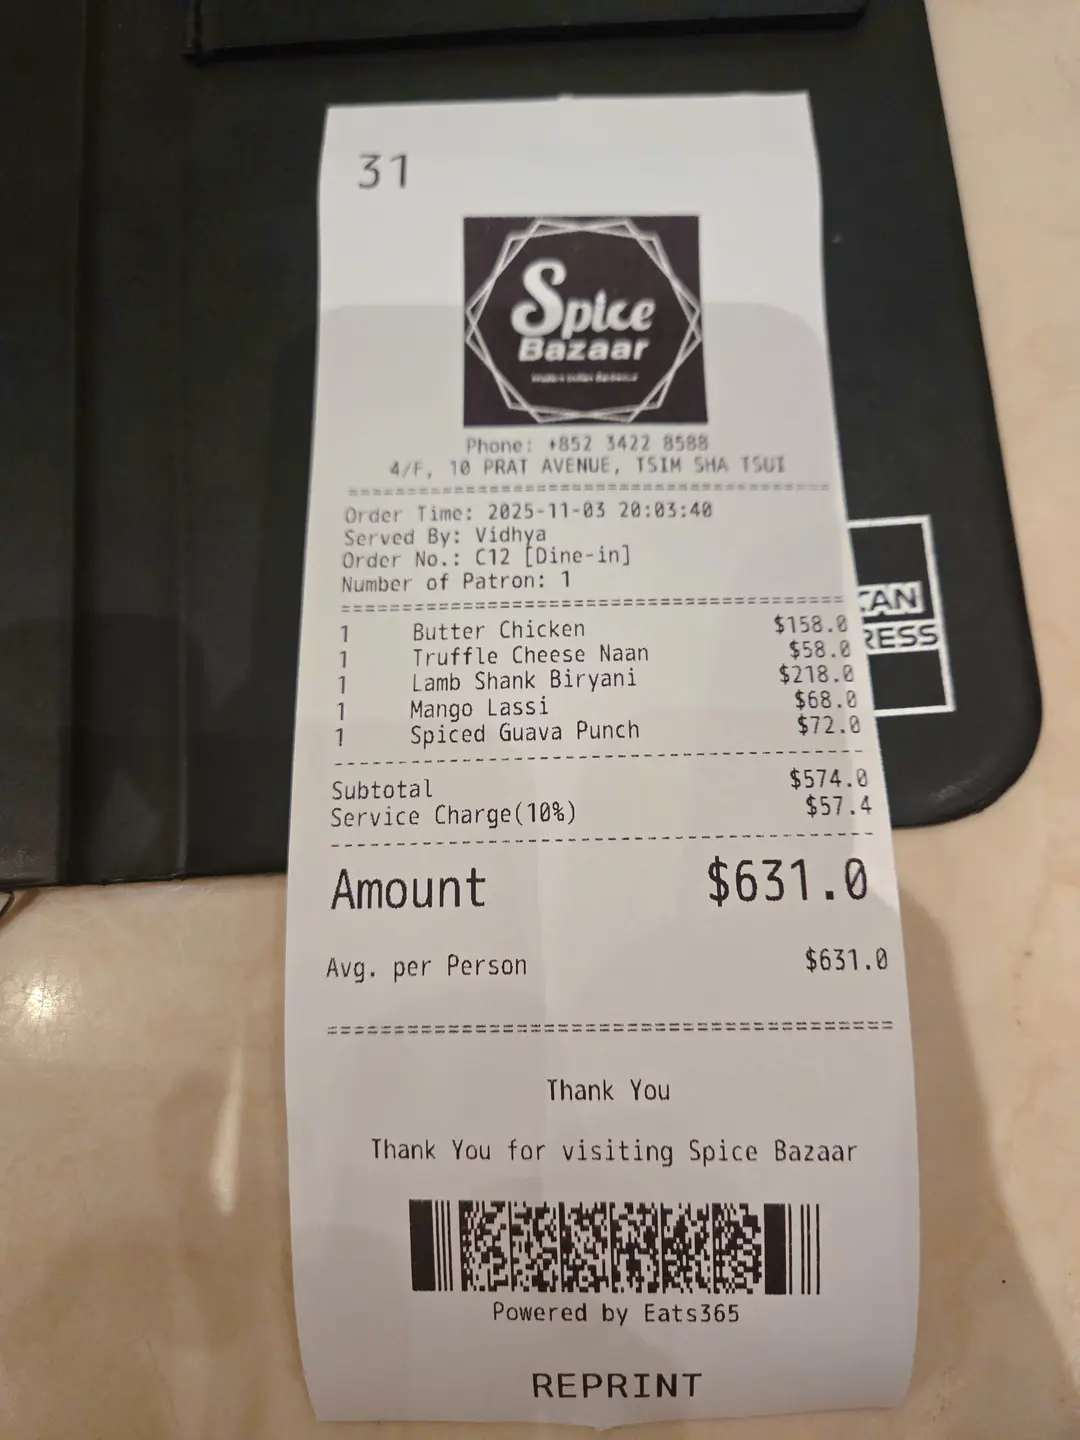 31
Spice
Bazaar
Phone: +852 3422 8588
4/F, 10 PRAT AVENUE, TSIM SHA TSUI
Order Time: 2025-11-03 20:03:40
Served By: Vidhya
Order No.: C12 [Dine-in]
Number of Patron: 1
1 Butter Chicken $158.0
1 Truffle Cheese Naan $58.0
1 Lamb Shank Biryani $218.0
1 Mango Lassi $68.0
1 Spiced Guava Punch $72.0
Subtotal $574.0
Service Charge(10%) $57.4
Amount $631.0
Avg. per Person $631.0
Thank You
Thank You for visiting Spice Bazaar
Powered by Eats365
REPRINT
CAN
RESS